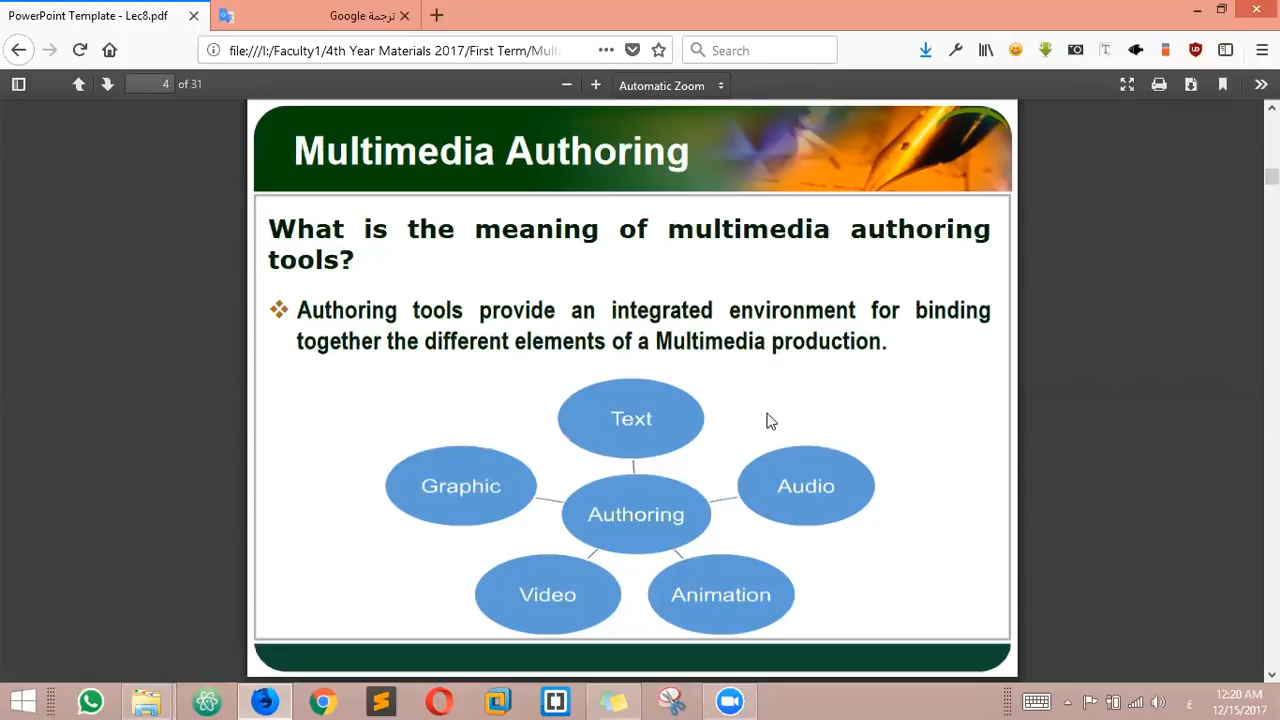 PowerPoint Template - Lec8.pdf
ترجمة Google
file:///I:/Faculty1/4th Year Materials 2017/First Term/Mult
Search
4 of 31
Automatic Zoom
Multimedia Authoring
What is the meaning of multimedia authoring
tools?
Authoring tools provide an integrated environment for binding
together the different elements of a Multimedia production.
Text
Graphic
Audio
Authoring
Video
Animation
12:20 AM
ع
12/15/2017